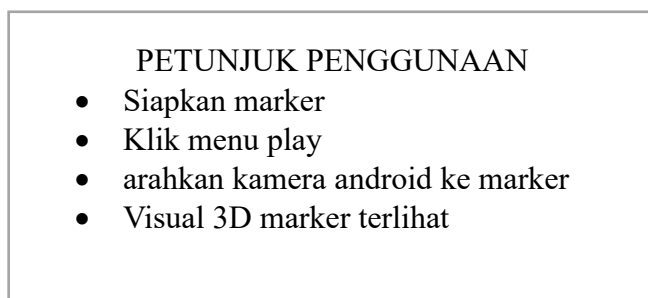 PETUNJUK PENGGUNAAN
• Siapkan marker
• Klik menu play
• arahkan kamera android ke marker
• Visual 3D marker terlihat